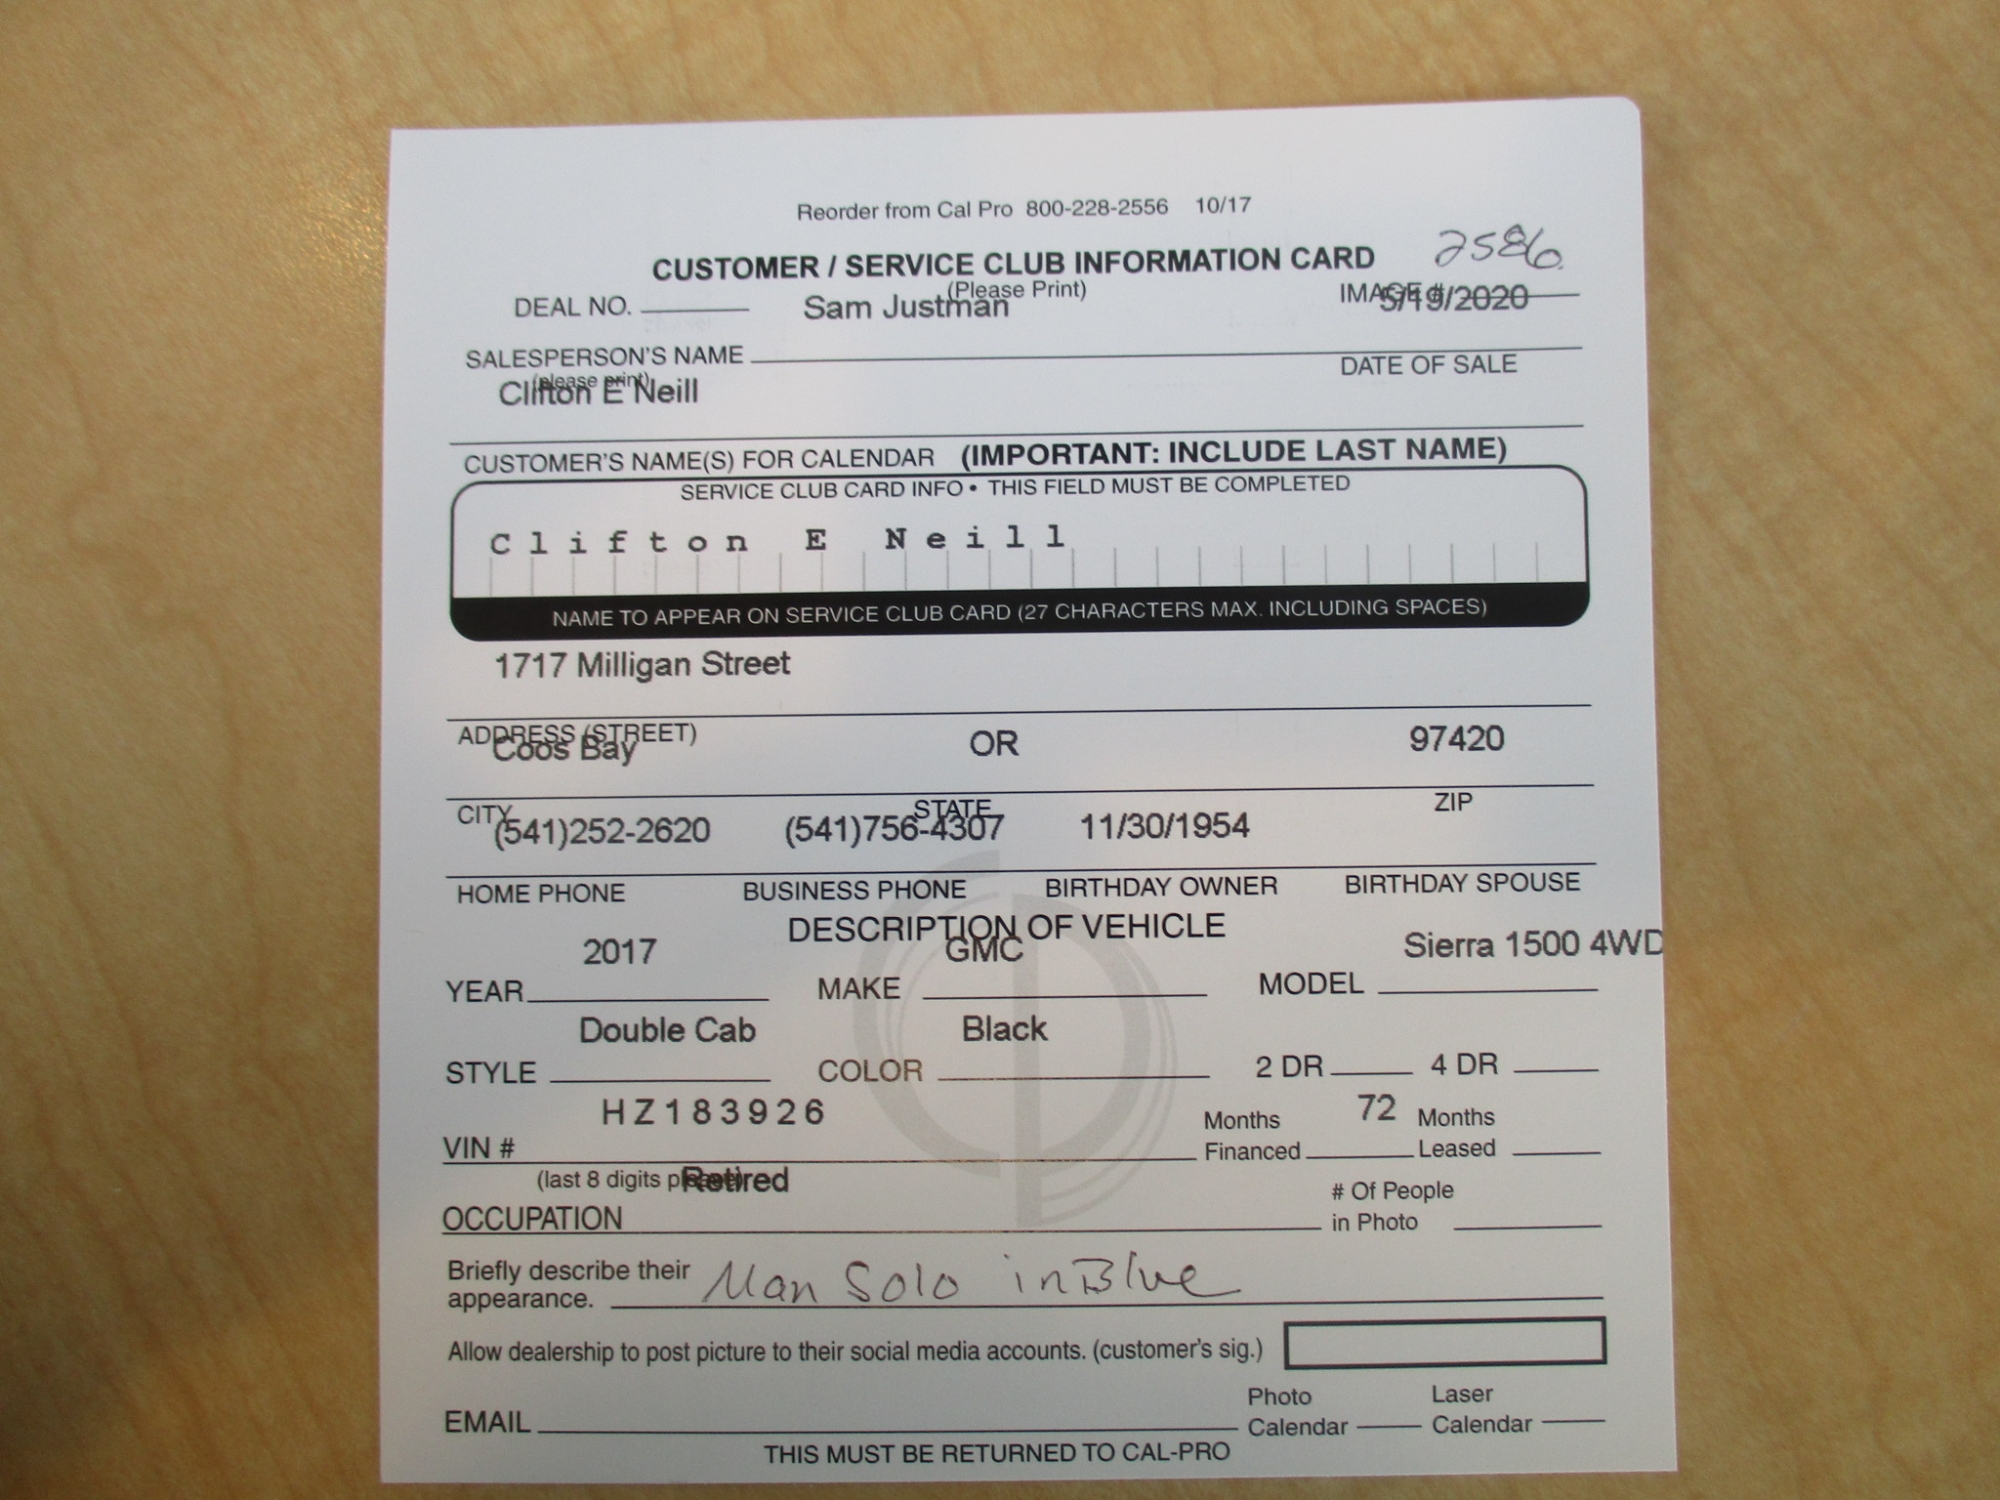 Reorder from Cal Pro 800-228-2556 10/17
2586
CUSTOMER / SERVICE CLUB INFORMATION CARD
(Please Print)
DEAL NO. Sam Justman IMAGE # 5/19/2020
SALESPERSON'S NAME DATE OF SALE
(please print)
Clifton E Neill
CUSTOMER'S NAME(S) FOR CALENDAR (IMPORTANT: INCLUDE LAST NAME)
SERVICE CLUB CARD INFO • THIS FIELD MUST BE COMPLETED
Clifton E Neill
NAME TO APPEAR ON SERVICE CLUB CARD (27 CHARACTERS MAX. INCLUDING SPACES)
1717 Milligan Street
ADDRESS (STREET)
Coos Bay OR 97420
CITY STATE ZIP
(541)252-2620 (541)756-4307 11/30/1954
HOME PHONE BUSINESS PHONE BIRTHDAY OWNER BIRTHDAY SPOUSE
DESCRIPTION OF VEHICLE
2017 GMC Sierra 1500 4WD
YEAR MAKE MODEL
Double Cab Black
STYLE COLOR 2 DR 4 DR
HZ183926 Months 72 Months
VIN # Financed Leased
(last 8 digits please) Retired # Of People
OCCUPATION in Photo
Briefly describe their Man Solo in Blue
appearance.
Allow dealership to post picture to their social media accounts. (customer's sig.)
Photo Laser
EMAIL Calendar Calendar
THIS MUST BE RETURNED TO CAL-PRO